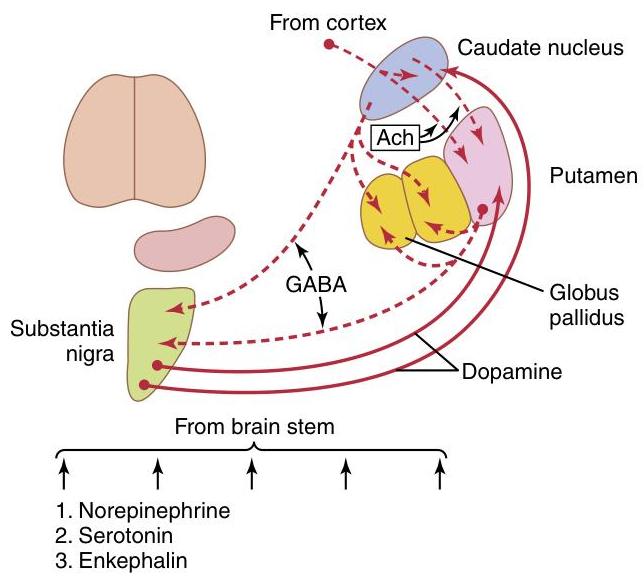 From cortex
Caudate nucleus
Ach
Putamen
GABA
Globus
pallidus
Substantia
nigra
Dopamine
From brain stem
1. Norepinephrine
2. Serotonin
3. Enkephalin